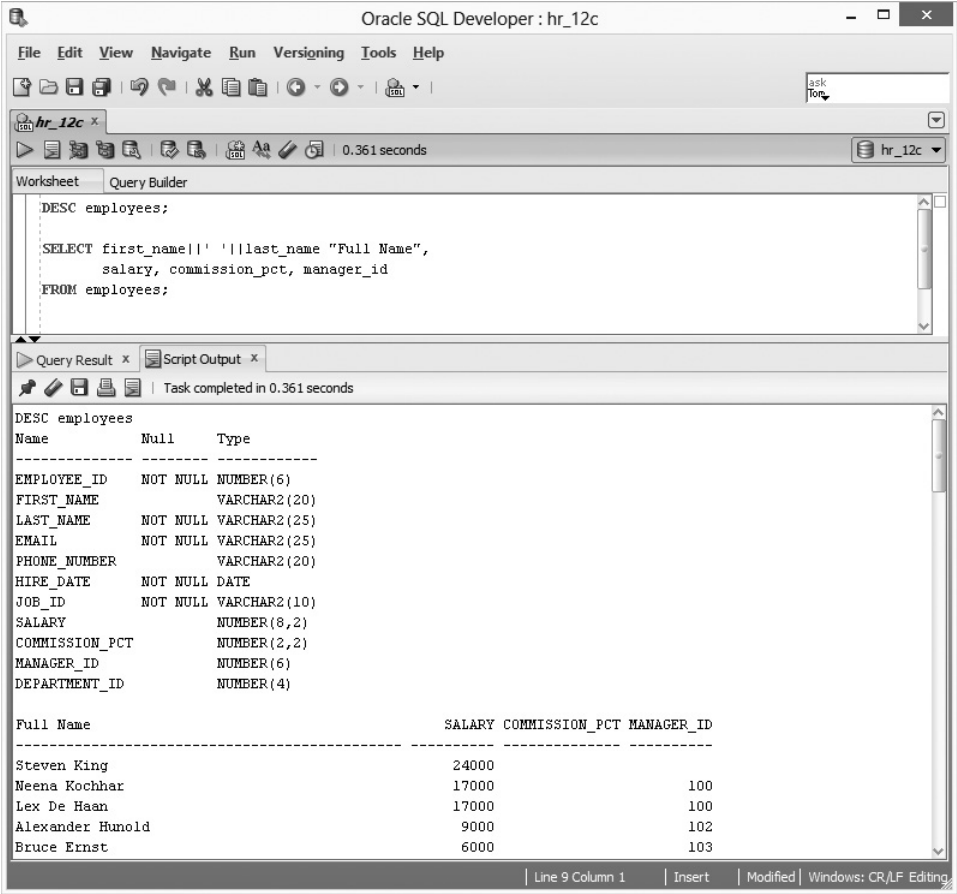 Oracle SQL Developer : hr_12c
File Edit View Navigate Run Versioning Tools Help
ask
Tom
hr_12c
0.361 seconds
hr_12c
Worksheet Query Builder
DESC employees;
SELECT first_name||' '||last_name "Full Name",
salary, commission_pct, manager_id
FROM employees;
Query Result Script Output
Task completed in 0.361 seconds
DESC employees
Name Null Type
-------------- -------- ------------
EMPLOYEE_ID NOT NULL NUMBER(6)
FIRST_NAME VARCHAR2(20)
LAST_NAME NOT NULL VARCHAR2(25)
EMAIL NOT NULL VARCHAR2(25)
PHONE_NUMBER VARCHAR2(20)
HIRE_DATE NOT NULL DATE
JOB_ID NOT NULL VARCHAR2(10)
SALARY NUMBER(8,2)
COMMISSION_PCT NUMBER(2,2)
MANAGER_ID NUMBER(6)
DEPARTMENT_ID NUMBER(4)
Full Name SALARY COMMISSION_PCT MANAGER_ID
---------------------------------------------- ---------- -------------- ----------
Steven King 24000
Neena Kochhar 17000 100
Lex De Haan 17000 100
Alexander Hunold 9000 102
Bruce Ernst 6000 103
Line 9 Column 1 Insert Modified Windows: CR/LF Editing